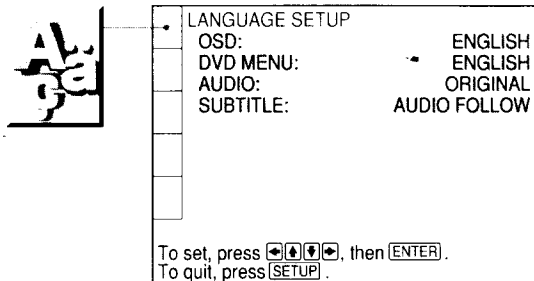 A ä ç
LANGUAGE SETUP
OSD: ENGLISH
DVD MENU: ENGLISH
AUDIO: ORIGINAL
SUBTITLE: AUDIO FOLLOW
To set, press ←↑↓→, then ENTER.
To quit, press SETUP.